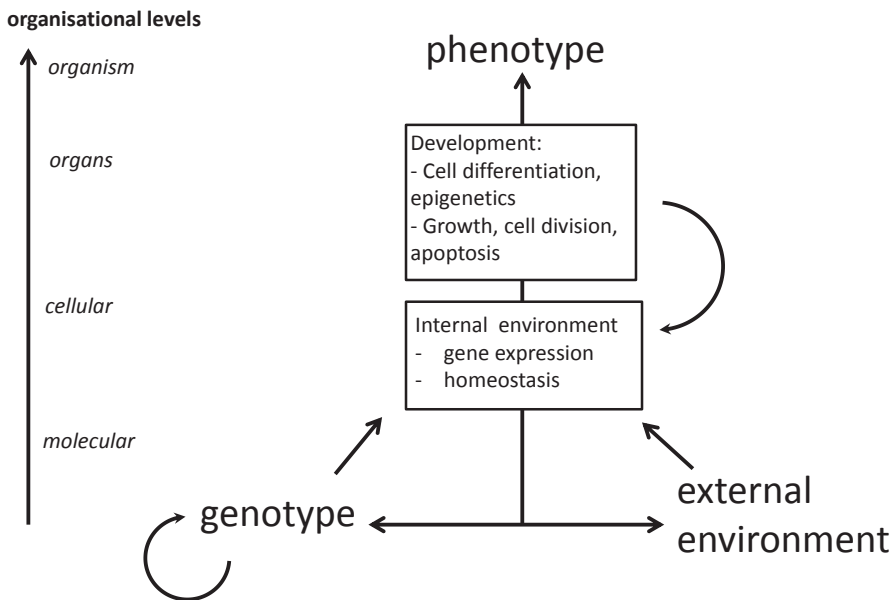 organisational levels
organism
organs
cellular
molecular
phenotype
Development:
- Cell differentiation,
epigenetics
- Growth, cell division,
apoptosis
Internal environment
- gene expression
- homeostasis
genotype
external
environment